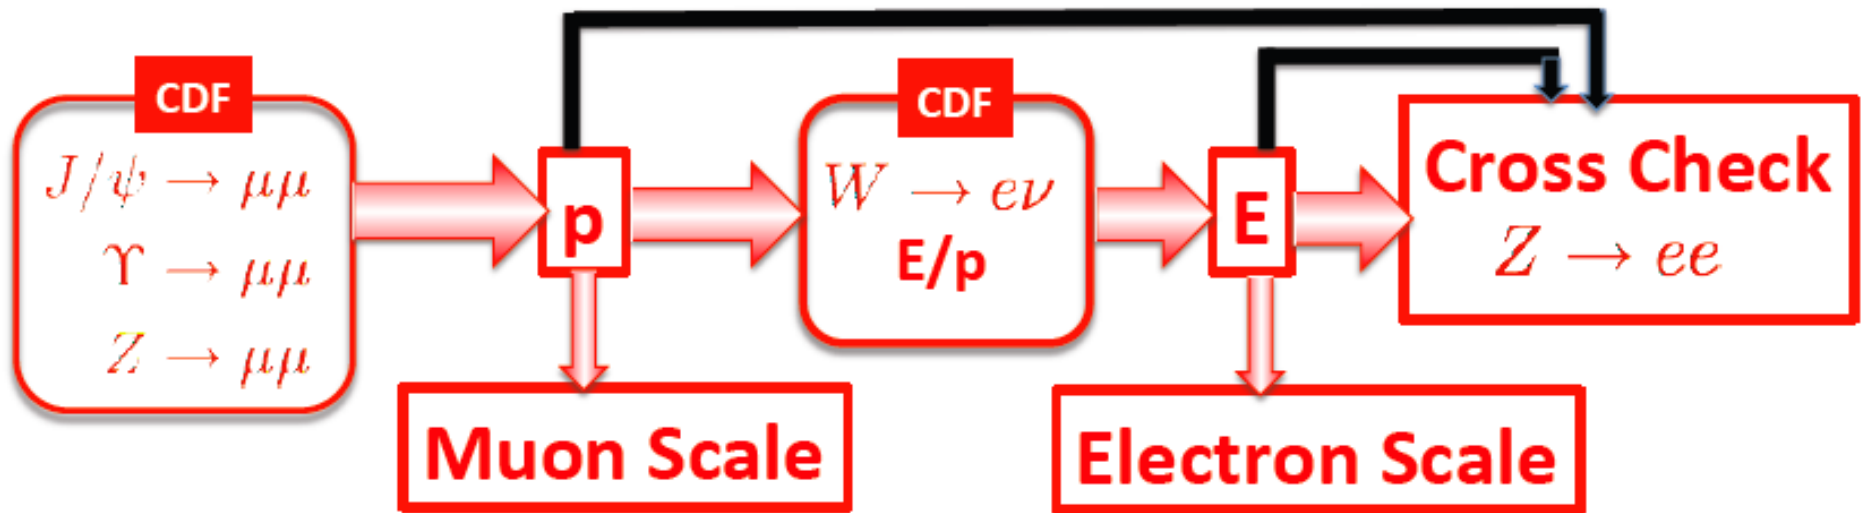 CDF
J/ψ → μμ
Υ → μμ
Z → μμ
p
Muon Scale
CDF
W → eν
E/p
E
Electron Scale
Cross Check
Z → ee